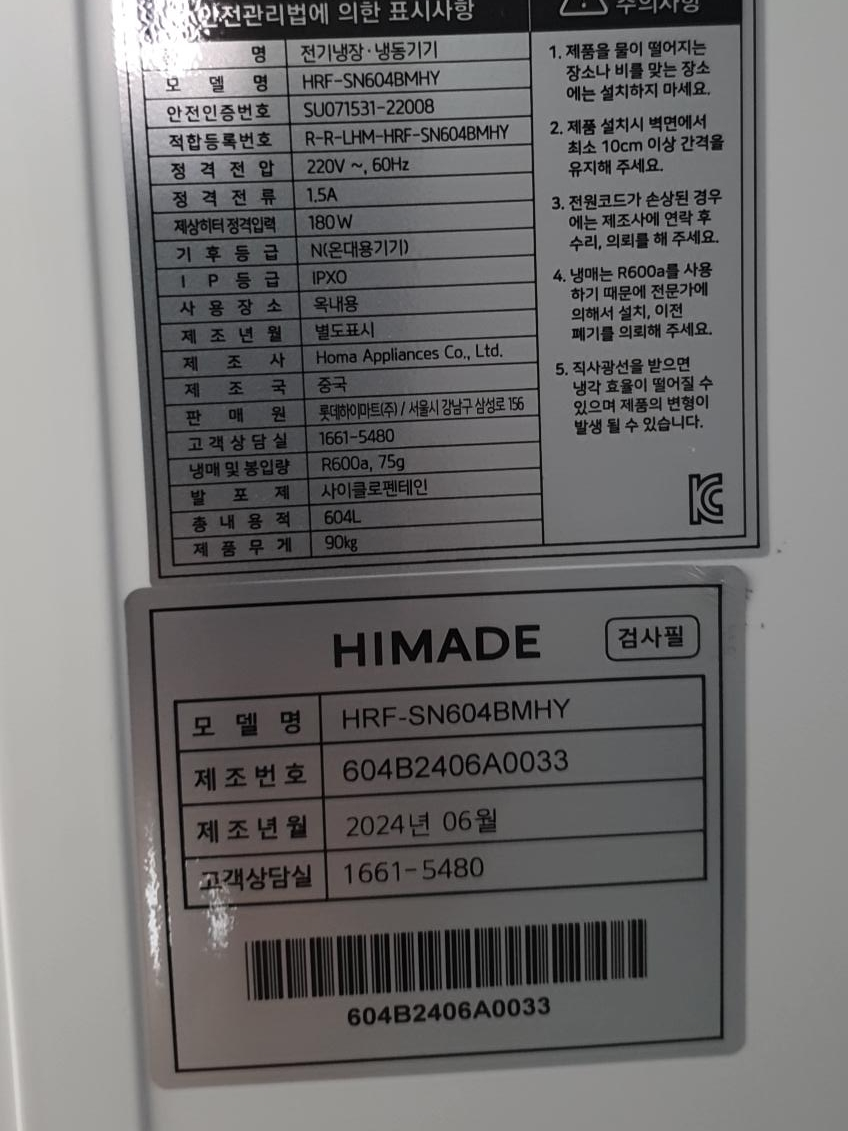 안전관리법에 의한 표시사항
주의사항
명 전기냉장·냉동기기
모 델 명 HRF-SN604BMHY
안전인증번호 SU071531-22008
적합등록번호 R-R-LHM-HRF-SN604BMHY
정 격 전 압 220V ~, 60Hz
정 격 전 류 1.5A
제상히터 정격입력 180W
기 후 등 급 N(온대용기기)
I P 등 급 IPX0
사 용 장 소 옥내용
제 조 년 월 별도표시
제 조 사 Homa Appliances Co., Ltd.
제 조 국 중국
판 매 원 롯데하이마트(주) / 서울시 강남구 삼성로 156
고객상담실 1661-5480
냉매 및 봉입량 R600a, 75g
발 포 제 사이클로펜테인
총 내 용 적 604L
제 품 무 게 90kg
1. 제품을 물이 떨어지는
장소나 비를 맞는 장소
에는 설치하지 마세요.
2. 제품 설치시 벽면에서
최소 10cm 이상 간격을
유지해 주세요.
3. 전원코드가 손상된 경우
에는 제조사에 연락 후
수리, 의뢰를 해 주세요.
4. 냉매는 R600a를 사용
하기 때문에 전문가에
의해서 설치, 이전
폐기를 의뢰해 주세요.
5. 직사광선을 받으면
냉각 효율이 떨어질 수
있으며 제품의 변형이
발생 될 수 있습니다.
HIMADE 검사필
모 델 명 HRF-SN604BMHY
제조번호 604B2406A0033
제조년월 2024년 06월
고객상담실 1661-5480
604B2406A0033